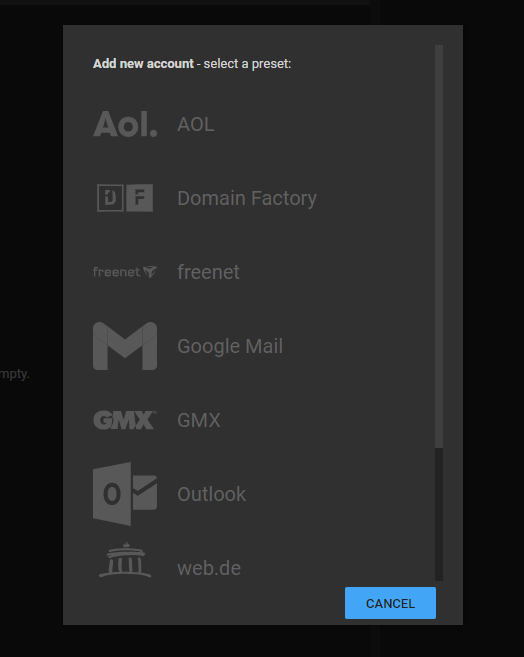 Add new account - select a preset:
Aol. AOL
DF Domain Factory
freenet freenet
Google Mail
GMX GMX
mpty.
O Outlook
web.de
CANCEL